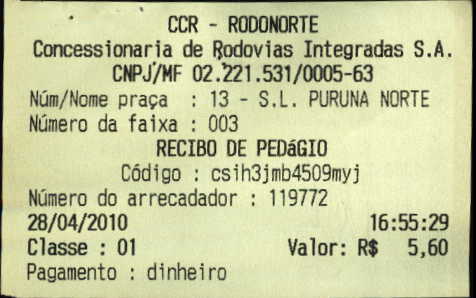 CCR - RODONORTE
Concessionaria de Rodovias Integradas S.A.
CNPJ/MF 02.221.531/0005-63
Núm/Nome praça : 13 - S.L. PURUNA NORTE
Número da faixa : 003
RECIBO DE PEDáGIO
Código : csih3jmb4509myj
Número do arrecadador : 119772
28/04/2010 16:55:29
Classe : 01 Valor: R$ 5,60
Pagamento : dinheiro